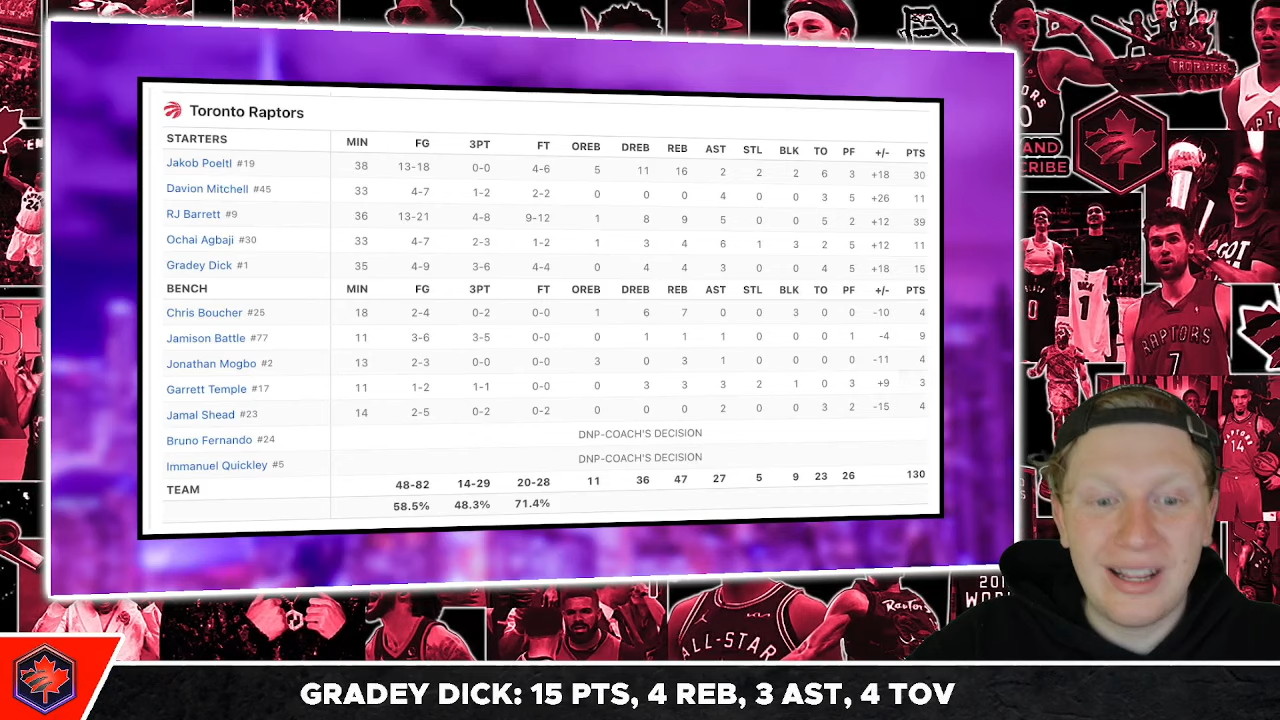 Toronto Raptors
STARTERS MIN FG 3PT FT OREB DREB REB AST STL BLK TO PF +/- PTS
Jakob Poeltl #19 38 13-18 0-0 4-6 5 11 16 2 2 2 6 3 +18 30
Davion Mitchell #45 33 4-7 1-2 2-2 0 0 0 4 0 0 3 5 +26 11
RJ Barrett #9 36 13-21 4-8 9-12 1 8 9 5 0 0 5 2 +12 39
Ochai Agbaji #30 33 4-7 2-3 1-2 1 3 4 6 1 3 2 5 +12 11
Gradey Dick #1 35 4-9 3-6 4-4 0 4 4 3 0 0 4 5 +18 15
BENCH MIN FG 3PT FT OREB DREB REB AST STL BLK TO PF +/- PTS
Chris Boucher #25 18 2-4 0-2 0-0 1 6 7 0 0 3 0 0 -10 4
Jamison Battle #77 11 3-6 3-5 0-0 0 1 1 1 0 0 0 1 -4 9
Jonathan Mogbo #2 13 2-3 0-0 0-0 3 0 3 1 0 0 0 0 -11 4
Garrett Temple #17 11 1-2 1-1 0-0 0 3 3 3 2 1 0 3 +9 3
Jamal Shead #23 14 2-5 0-2 0-2 0 0 0 2 0 0 3 2 -15 4
Bruno Fernando #24 DNP-COACH'S DECISION
Immanuel Quickley #5 DNP-COACH'S DECISION
TEAM 48-82 14-29 20-28 11 36 47 27 5 9 23 26 130
58.5% 48.3% 71.4%
AND
CRIBE
GOT
RAPTORS
7
1
14
ALL-STAR
Raptors
GRADEY DICK: 15 PTS, 4 REB, 3 AST, 4 TOV